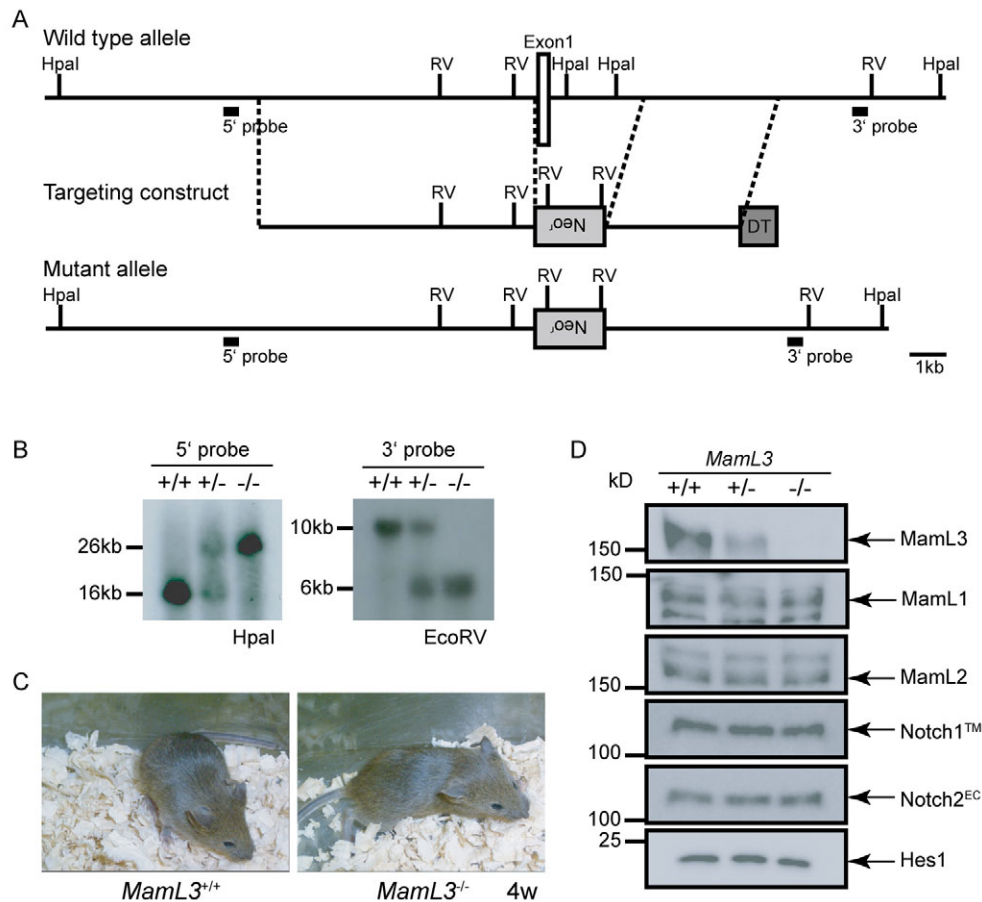 A
Wild type allele
Exon1
HpaI RV RV HpaI HpaI RV HpaI
5‘ probe 3‘ probe
Targeting construct
RV RV RV RV
Neoʳ DT
Mutant allele
HpaI RV RV RV RV RV HpaI
Neoʳ
5‘ probe 3‘ probe
1kb
B
5‘ probe 3‘ probe
+/+ +/- -/- +/+ +/- -/-
26kb 10kb
16kb 6kb
HpaI EcoRV
C
MamL3+/+ MamL3-/- 4w
D
MamL3
kD +/+ +/- -/-
150 MamL3
150 MamL1
150 MamL2
100 Notch1TM
100 Notch2EC
25 Hes1